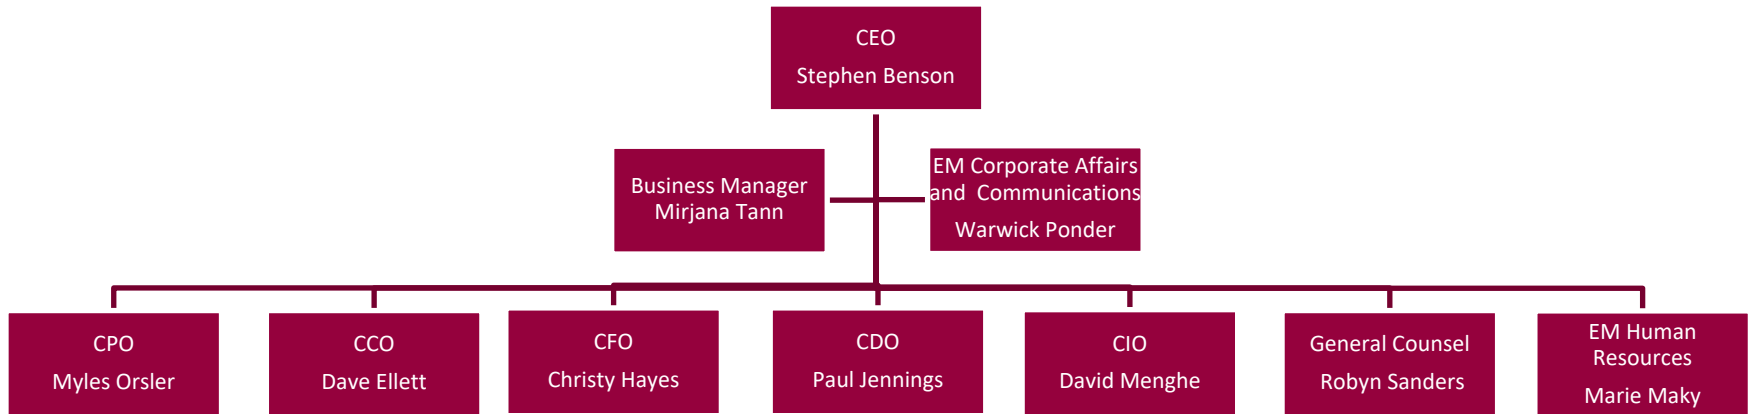 CEO
Stephen Benson
Business Manager
Mirjana Tann
EM Corporate Affairs
and Communications
Warwick Ponder
CPO
Myles Orsler
CCO
Dave Ellett
CFO
Christy Hayes
CDO
Paul Jennings
CIO
David Menghe
General Counsel
Robyn Sanders
EM Human
Resources
Marie Maky